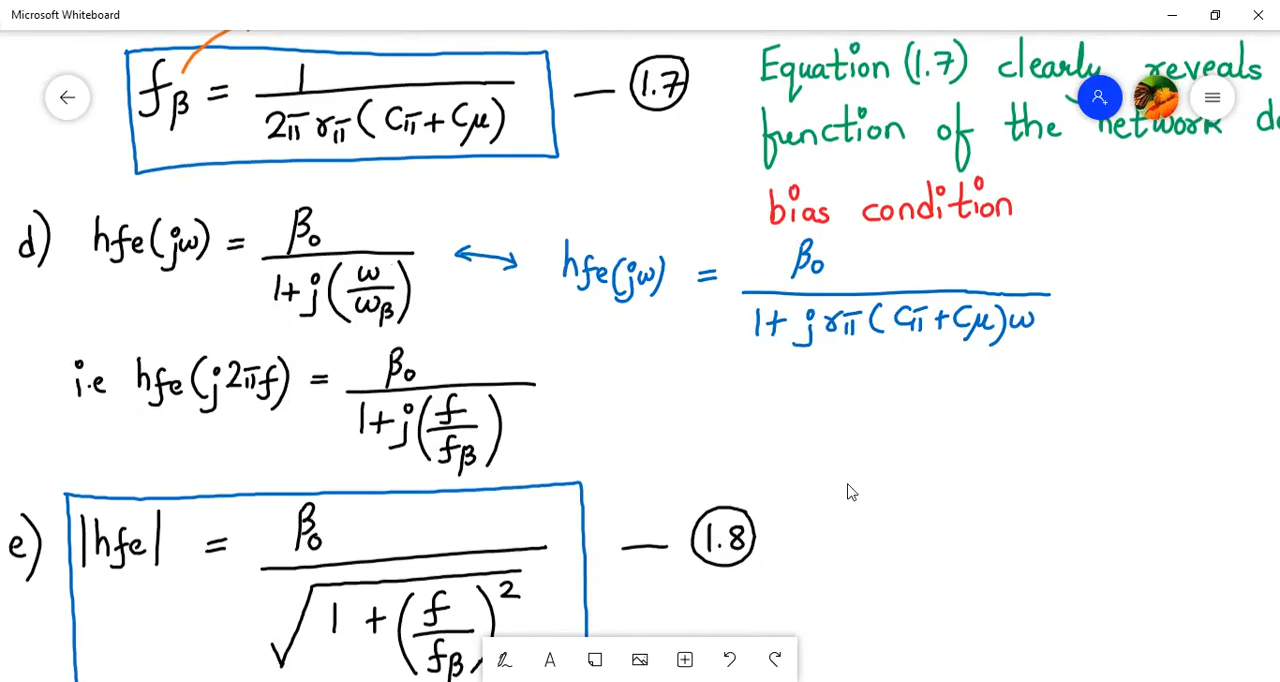 Microsoft Whiteboard
fβ = 1 / 2π rπ (Cπ + Cμ) — (1.7)
Equation (1.7) clearly reveals
function of the network
bias condition
d) hfe(jω) = β₀ / 1+j(ω/ωβ) ↔ hfe(jω) = β₀ / 1+ j rπ (Cπ + Cμ)ω
i.e hfe(j2πf) = β₀ / 1+j(f/fβ)
e) |hfe| = β₀ / √1 + (f/fβ)² — (1.8)
A